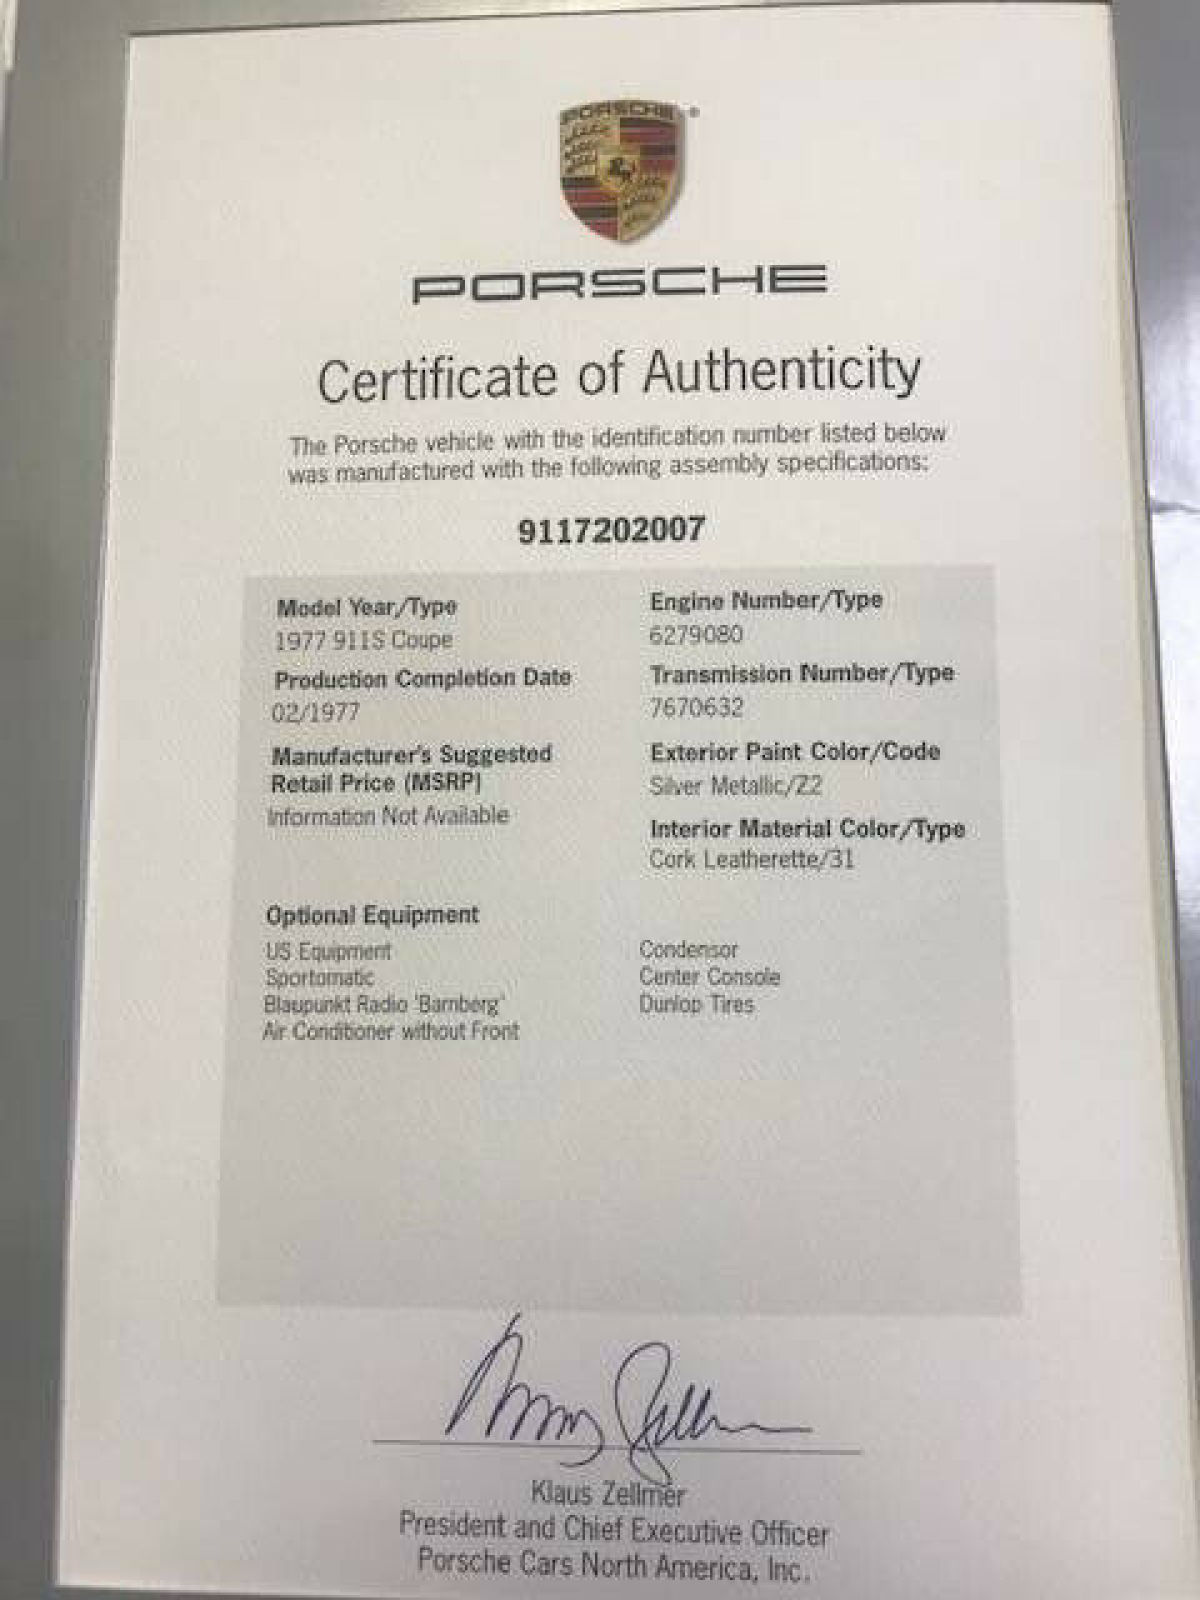 PORSCHE
PORSCHE
Certificate of Authenticity
The Porsche vehicle with the identification number listed below
was manufactured with the following assembly specifications:
9117202007
Model Year/Type
1977 911S Coupe
Production Completion Date
02/1977
Manufacturer's Suggested
Retail Price (MSRP)
Information Not Available
Engine Number/Type
6279080
Transmission Number/Type
7670632
Exterior Paint Color/Code
Silver Metallic/Z2
Interior Material Color/Type
Cork Leatherette/31
Optional Equipment
US Equipment
Sportomatic
Blaupunkt Radio 'Bamberg'
Air Conditioner without Front
Condensor
Center Console
Dunlop Tires
Klaus Zellmer
President and Chief Executive Officer
Porsche Cars North America, Inc.